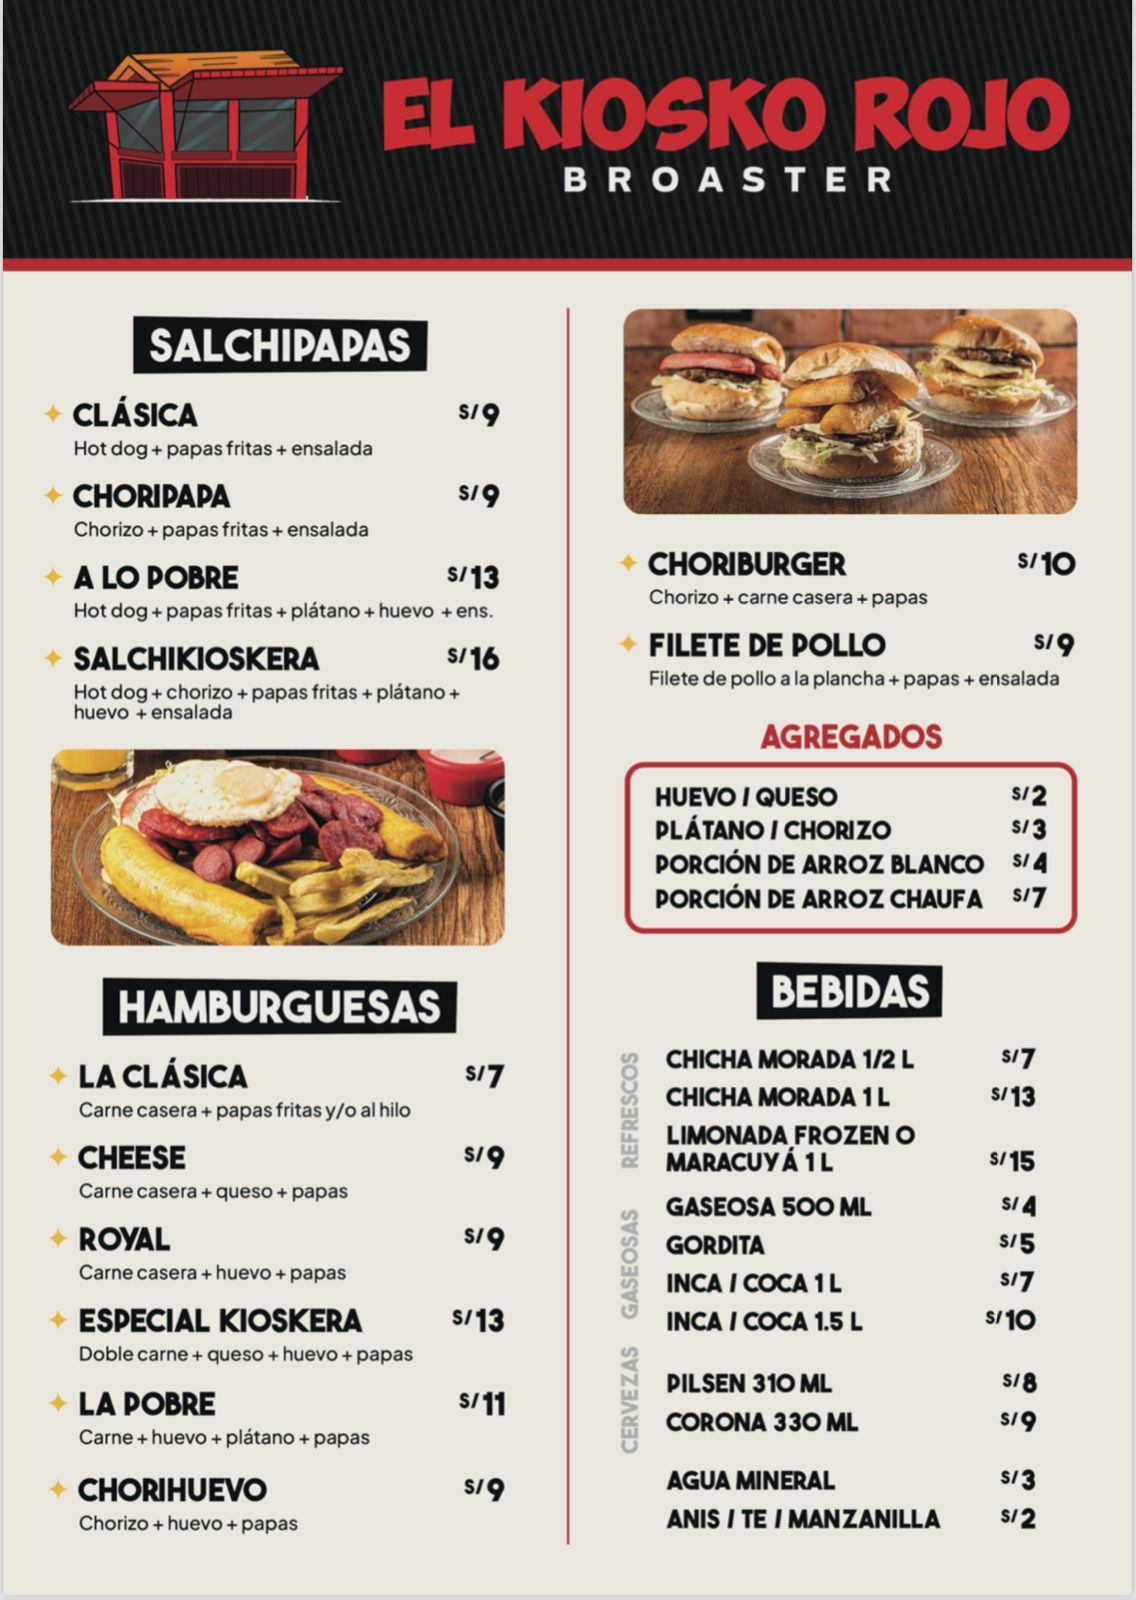 EL KIOSKO ROJO
BROASTER
SALCHIPAPAS
CLÁSICA S/9
Hot dog + papas fritas + ensalada
CHORIPAPA S/9
Chorizo + papas fritas + ensalada
A LO POBRE S/13
Hot dog + papas fritas + plátano + huevo + ens.
SALCHIKIOSKERA S/16
Hot dog + chorizo + papas fritas + plátano +
huevo + ensalada
HAMBURGUESAS
LA CLÁSICA S/7
Carne casera + papas fritas y/o al hilo
CHEESE S/9
Carne casera + queso + papas
ROYAL S/9
Carne casera + huevo + papas
ESPECIAL KIOSKERA S/13
Doble carne + queso + huevo + papas
LA POBRE S/11
Carne + huevo + plátano + papas
CHORIHUEVO S/9
Chorizo + huevo + papas
CHORIBURGER S/10
Chorizo + carne casera + papas
FILETE DE POLLO S/9
Filete de pollo a la plancha + papas + ensalada
AGREGADOS
HUEVO / QUESO S/2
PLÁTANO / CHORIZO S/3
PORCIÓN DE ARROZ BLANCO S/4
PORCIÓN DE ARROZ CHAUFA S/7
BEBIDAS
REFRESCOS
CHICHA MORADA 1/2 L S/7
CHICHA MORADA 1 L S/13
LIMONADA FROZEN O
MARACUYÁ 1 L S/15
GASEOSAS
GASEOSA 500 ML S/4
GORDITA S/5
INCA / COCA 1 L S/7
INCA / COCA 1.5 L S/10
CERVEZAS
PILSEN 310 ML S/8
CORONA 330 ML S/9
AGUA MINERAL S/3
ANIS / TE / MANZANILLA S/2